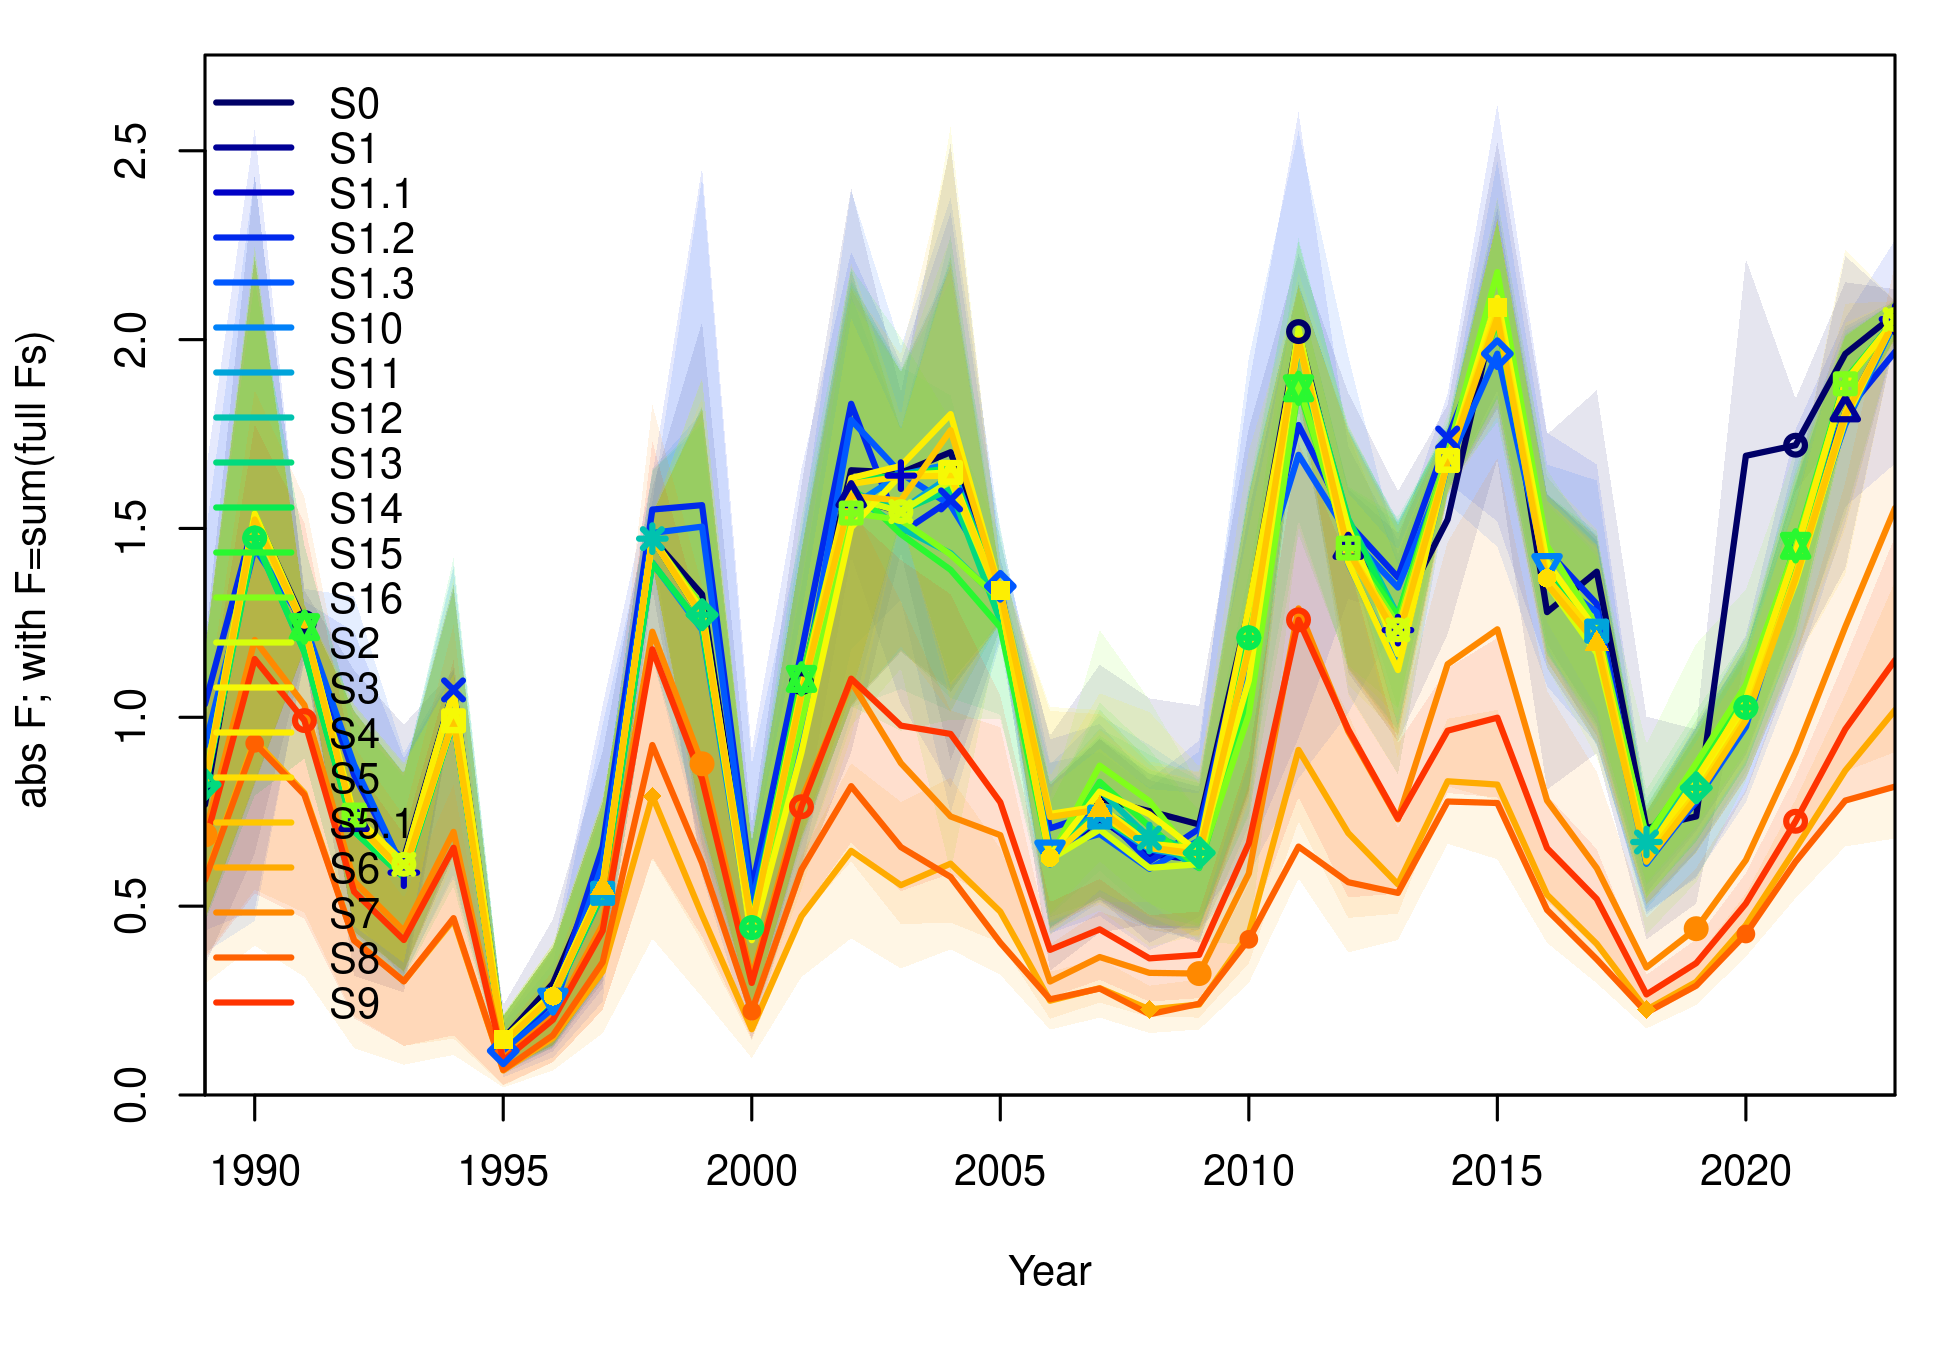 S0
S1
S1.1
S1.2
S1.3
S10
S11
S12
S13
S14
S15
S16
S2
S3
S4
S5
S5.1
S6
S7
S8
S9
abs F; with F=sum(full Fs)
2.5
2.0
1.5
1.0
0.5
0.0
1990 1995 2000 2005 2010 2015 2020
Year